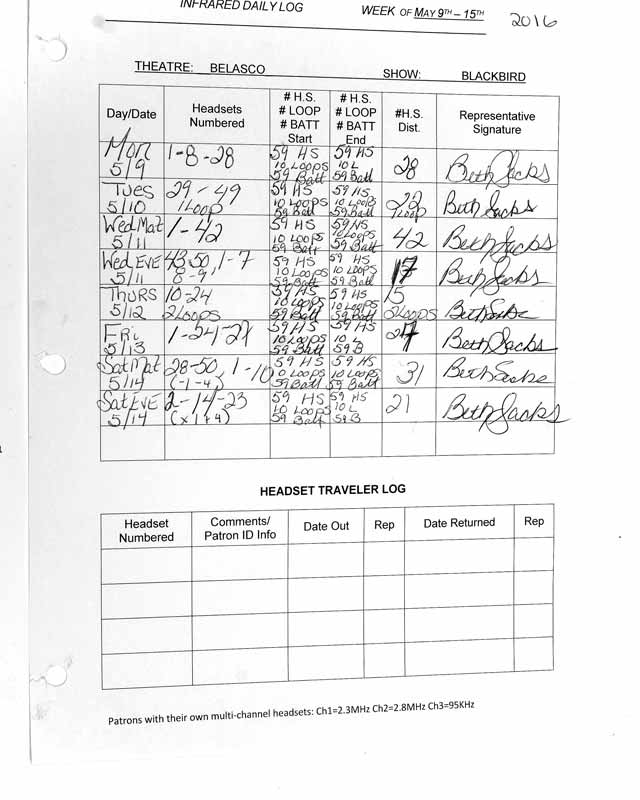 INFRARED DAILY LOG WEEK OF MAY 9TH – 15TH 2016
THEATRE: BELASCO SHOW: BLACKBIRD
Day/Date Headsets Numbered # H.S. # LOOP # BATT Start # H.S. # LOOP # BATT End #H.S. Dist. Representative Signature
Mon 5/9 1-8-28 59 HS 10 Loops 59 Batt 59 HS 10 L 59 Batt 28 Beth Sacks
Tues 5/10 29-49 1 Loop 59 HS 10 Loops 59 Batt 59 HS 10 Loops 59 Batt 22 1 Loop Beth Sacks
Wed Mat 5/11 1-42 59 HS 10 Loops 59 Batt 59 HS 10 Loops 59 Batt 42 Beth Sacks
Wed EVE 5/11 43-50, 1-7 8-9 59 HS 10 Loops 59 Batt 59 HS 10 Loops 59 Batt 17 Beth Sacks
Thurs 5/12 10-24 2 Loops 59 HS 10 Loops 59 Batt 59 HS 10 Loops 59 Batt 15 2 Loops Beth Sacks
Fri 5/13 1-24-27 59 HS 10 Loops 59 Batt 59 HS 10 L 59 B 27 Beth Sacks
Sat Mat 5/14 28-50, 1-10 (-1-4) 59 HS 10 Loops 59 Batt 59 HS 10 Loops 59 Batt 31 Beth Sacks
Sat EVE 5/14 2-14-23 (x1+4) 59 HS 10 Loops 59 Batt 59 HS 10 L 59 B 21 Beth Sacks
HEADSET TRAVELER LOG
Headset Numbered Comments/ Patron ID Info Date Out Rep Date Returned Rep
Patrons with their own multi-channel headsets: Ch1=2.3MHz Ch2=2.8MHz Ch3=95KHz